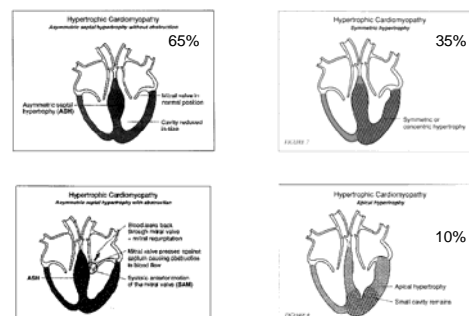 Hypertrophic Cardiomyopathy
Asymmetric septal hypertrophy without obstruction
65%
Asymmetric septal
hypertrophy (ASH)
Mitral valve in
normal position
Cavity reduced
in size
Hypertrophic Cardiomyopathy
Symmetric hypertrophy
35%
Symmetric or
concentric hypertrophy
Hypertrophic Cardiomyopathy
Asymmetric septal hypertrophy with obstruction
Blood leaks back
through mitral valve
= mitral regurgitation
Mitral valve pressed against
septum causing obstruction
to blood flow
ASH
Systolic anterior motion
of the mitral valve (SAM)
Hypertrophic Cardiomyopathy
Apical hypertrophy
10%
Apical hypertrophy
Small cavity remains